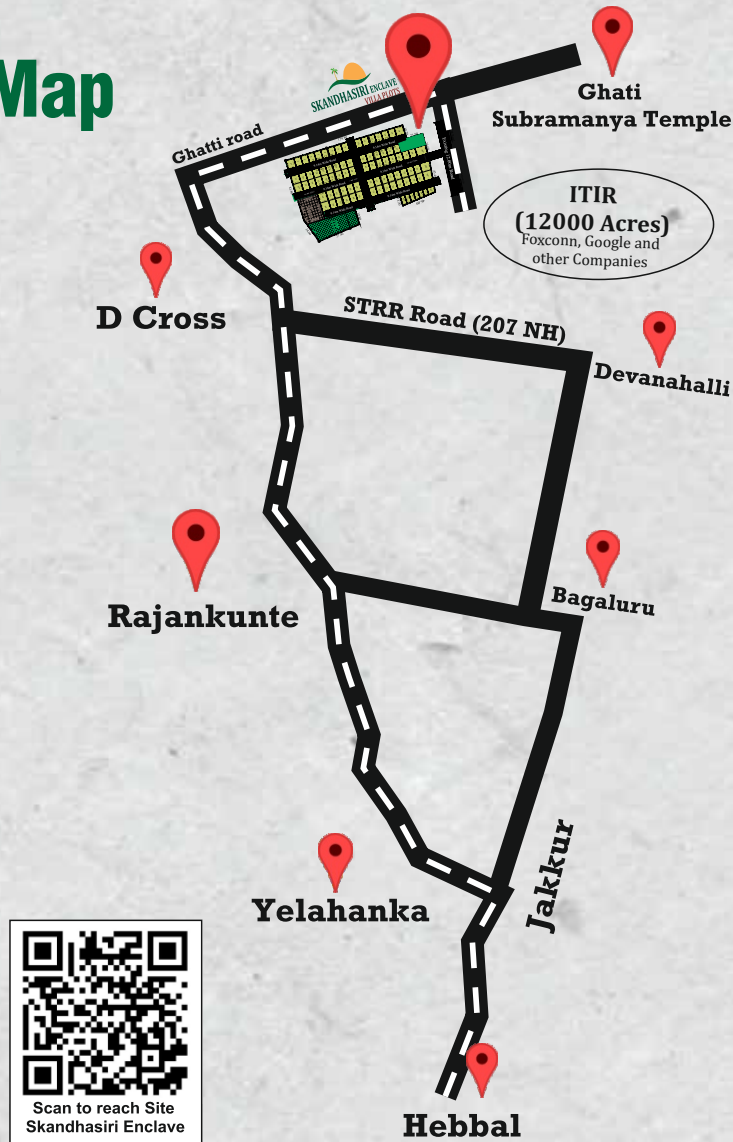 Map
SKANDHASIRI ENCLAVE
VILLA PLOTS
Ghati
Subramanya Temple
Ghatti road
ITIR
(12000 Acres)
Foxconn, Google and
other Companies
D Cross
STRR Road (207 NH)
Devanahalli
Rajankunte
Bagaluru
Jakkur
Yelahanka
Scan to reach Site
Skandhasiri Enclave
Hebbal